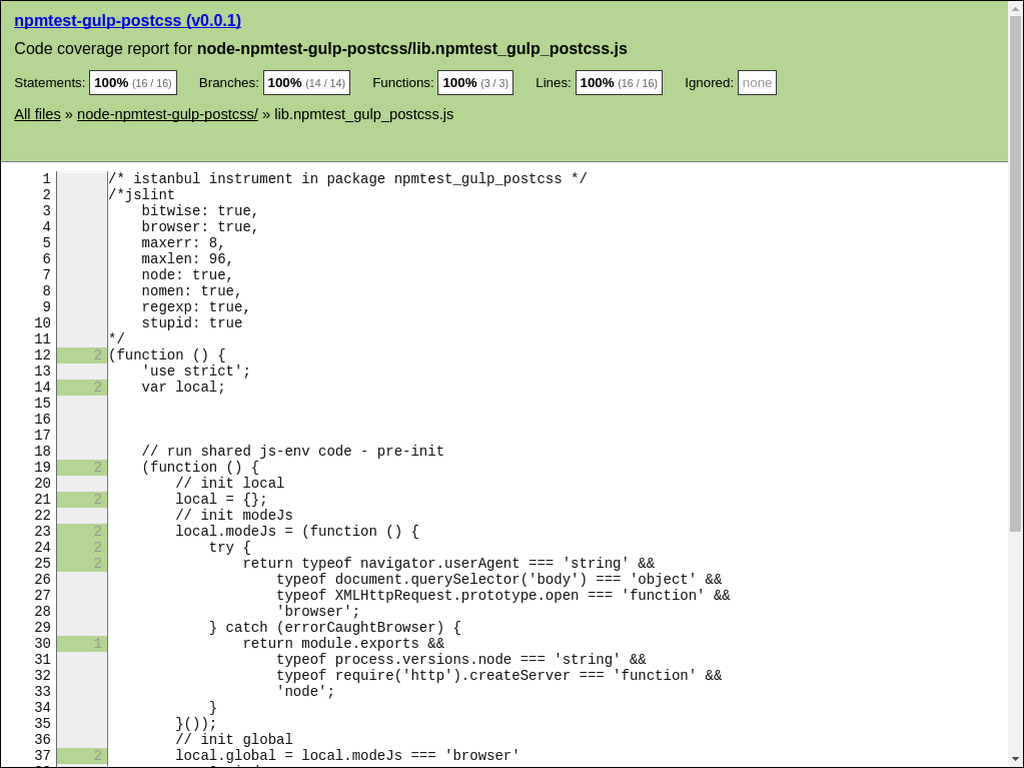 npmtest-gulp-postcss (v0.0.1)
Code coverage report for node-npmtest-gulp-postcss/lib.npmtest_gulp_postcss.js
Statements: 100% (16 / 16) Branches: 100% (14 / 14) Functions: 100% (3 / 3) Lines: 100% (16 / 16) Ignored: none
All files » node-npmtest-gulp-postcss/ » lib.npmtest_gulp_postcss.js
1 /* istanbul instrument in package npmtest_gulp_postcss */
2 /*jslint
3     bitwise: true,
4     browser: true,
5     maxerr: 8,
6     maxlen: 96,
7     node: true,
8     nomen: true,
9     regexp: true,
10     stupid: true
11 */
12 2 (function () {
13     'use strict';
14 2     var local;
15
16
17
18     // run shared js-env code - pre-init
19 2     (function () {
20         // init local
21 2         local = {};
22         // init modeJs
23 2         local.modeJs = (function () {
24 2             try {
25 2                 return typeof navigator.userAgent === 'string' &&
26                     typeof document.querySelector('body') === 'object' &&
27                     typeof XMLHttpRequest.prototype.open === 'function' &&
28                     'browser';
29             } catch (errorCaughtBrowser) {
30 1                 return module.exports &&
31                     typeof process.versions.node === 'string' &&
32                     typeof require('http').createServer === 'function' &&
33                     'node';
34             }
35         }());
36         // init global
37 2         local.global = local.modeJs === 'browser'